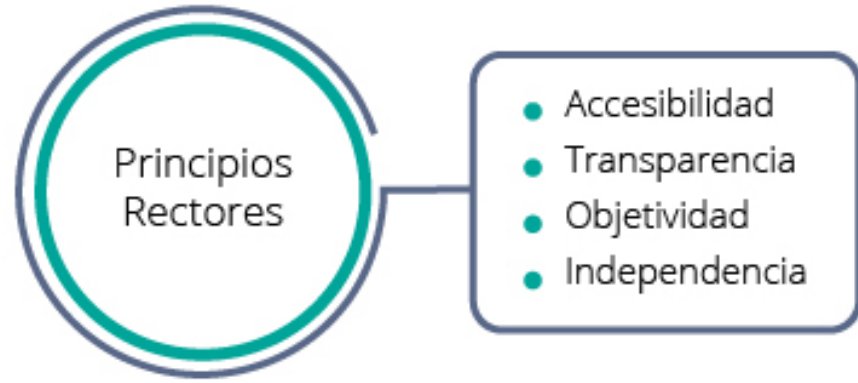 Principios
Rectores
Accesibilidad
Transparencia
Objetividad
Independencia